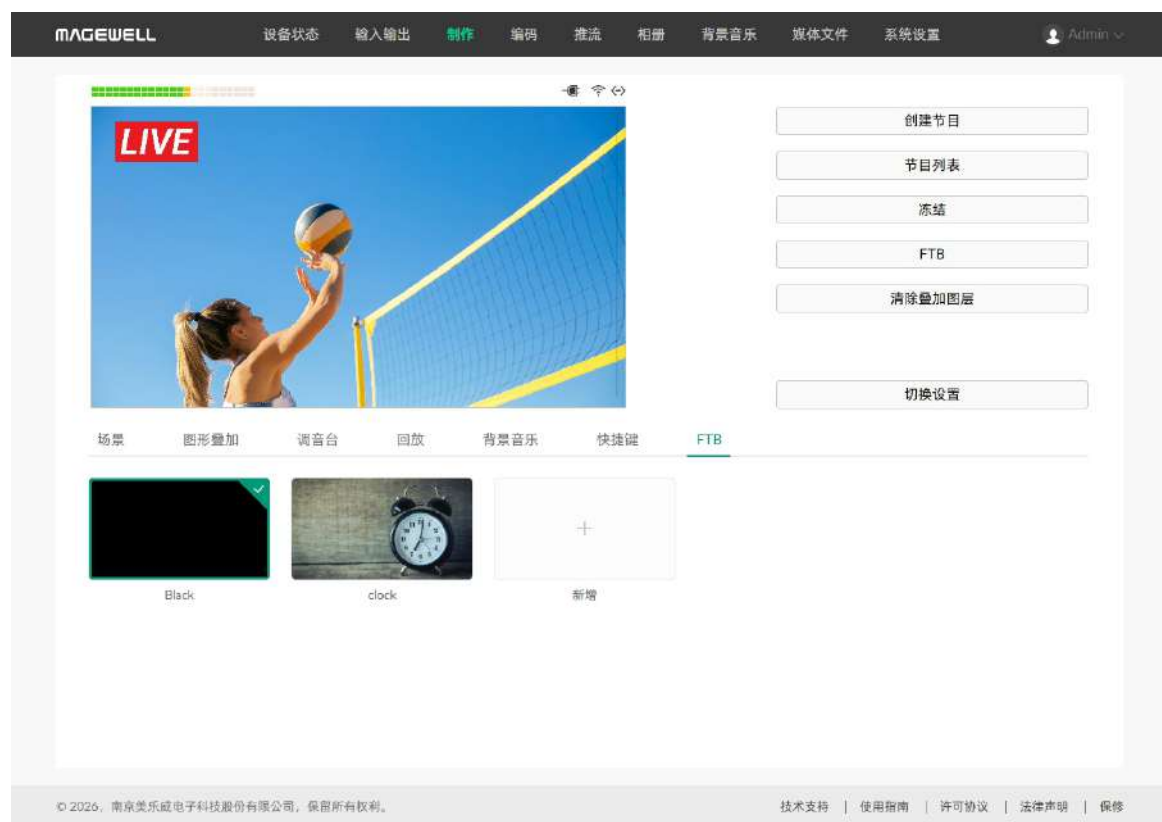 MAGEWELL 设备状态 输入输出 制作 编码 推流 相册 背景音乐 媒体文件 系统设置 Admin
LIVE
创建节目
节目列表
冻结
FTB
清除叠加图层
切换设置
场景 图形叠加 调音台 回放 背景音乐 快捷键 FTB
Black clock 新增
© 2026, 南京美乐威电子科技股份有限公司, 保留所有权利。 技术支持 | 使用指南 | 许可协议 | 法律声明 | 保修